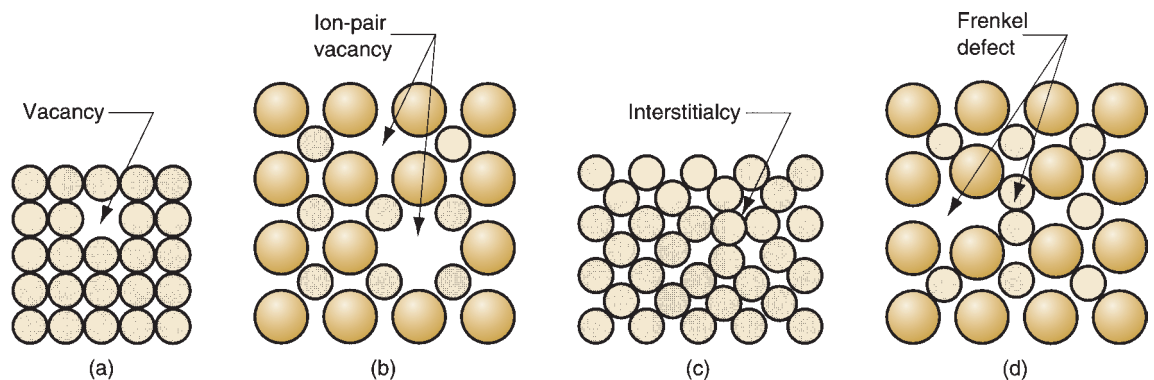 Vacancy
(a)
Ion-pair
vacancy
(b)
Interstitialcy
(c)
Frenkel
defect
(d)